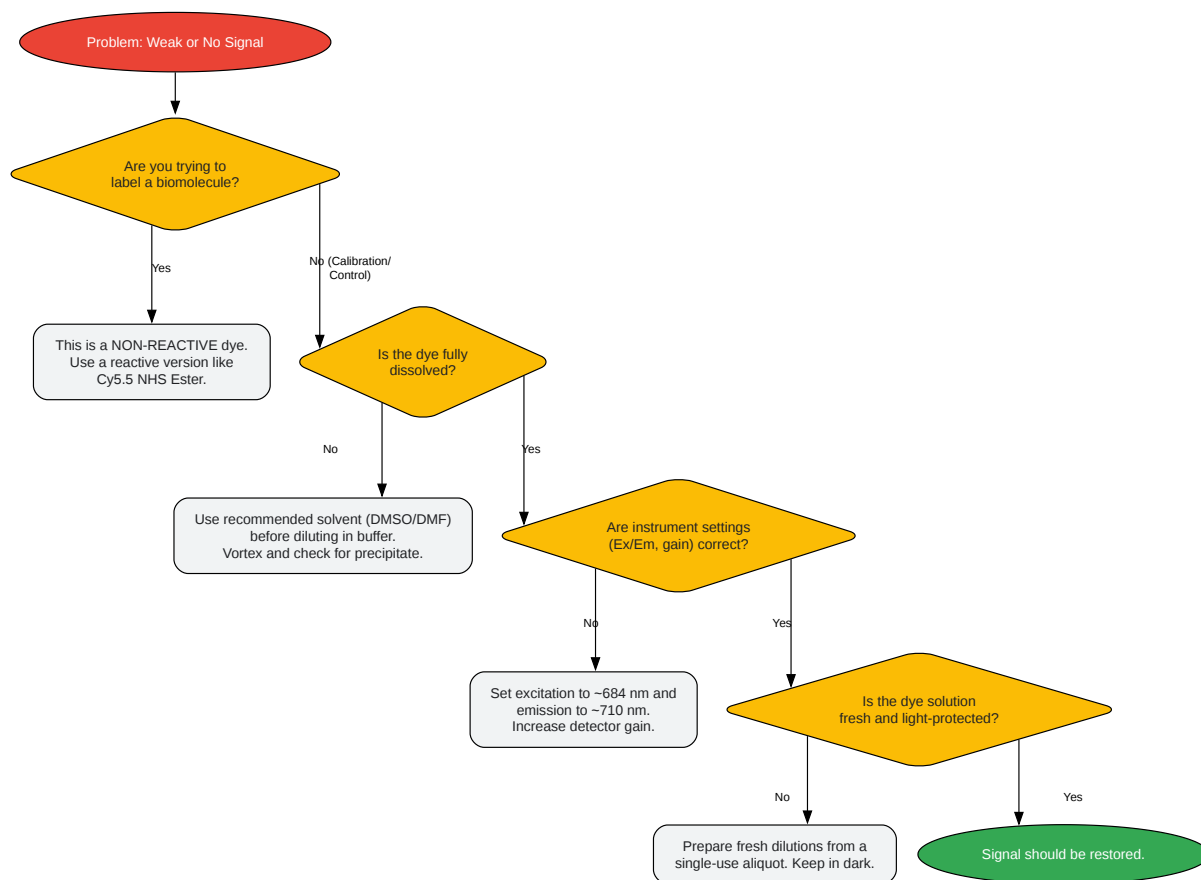 Problem: Weak or No Signal
Are you trying to
label a biomolecule?
Yes
No (Calibration/
Control)
This is a NON-REACTIVE dye.
Use a reactive version like
Cy5.5 NHS Ester.
Is the dye fully
dissolved?
No
Yes
Use recommended solvent (DMSO/DMF)
before diluting in buffer.
Vortex and check for precipitate.
Are instrument settings
(Ex/Em, gain) correct?
No
Yes
Set excitation to ~684 nm and
emission to ~710 nm.
Increase detector gain.
Is the dye solution
fresh and light-protected?
No
Yes
Prepare fresh dilutions from a
single-use aliquot. Keep in dark.
Signal should be restored.